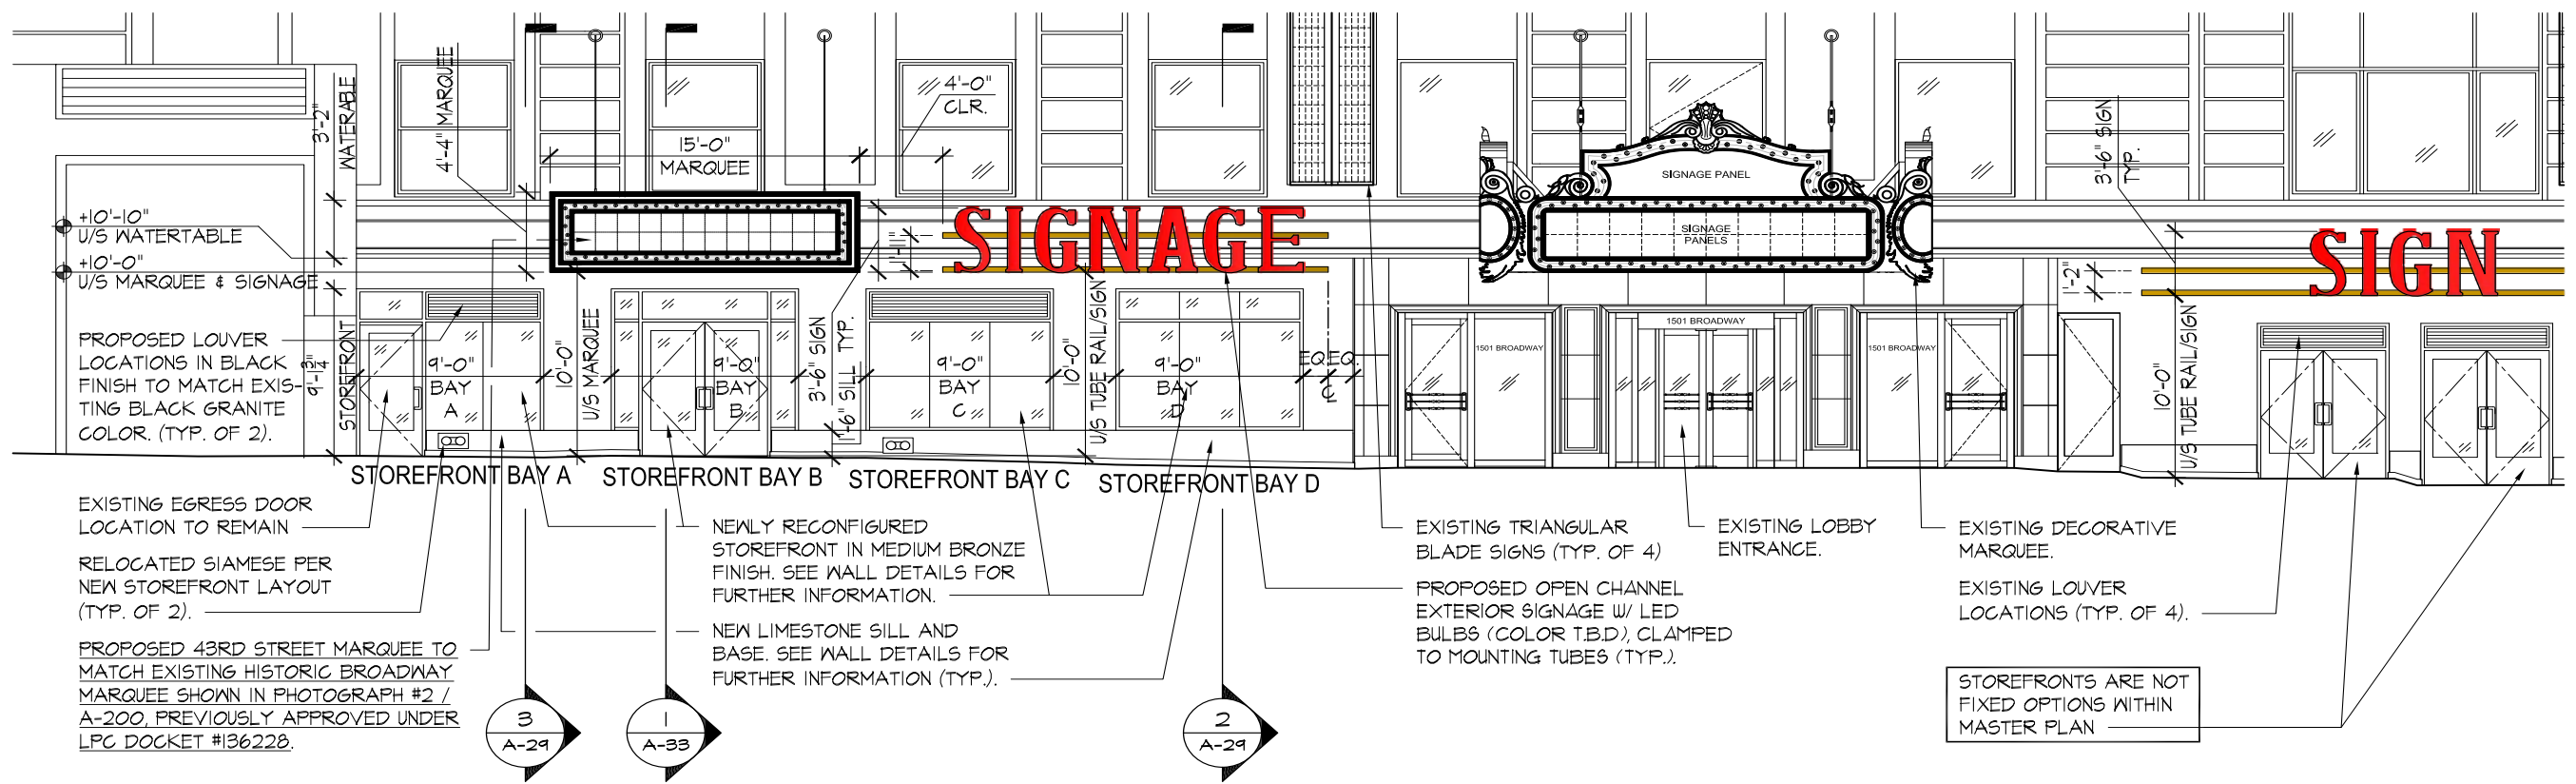 3'-2"
WATERABLE
4'-4" MARQUEE
15'-0"
MARQUEE
4'-0"
CLR.
SIGNAGE PANEL
SIGNAGE
PANELS
3'-6" SIGN
TYP.
+10'-10"
U/S WATERTABLE
+10'-0"
U/S MARQUEE & SIGNAGE
SIGNAGE
SIGN
1'-11"
1'-2"
PROPOSED LOUVER
LOCATIONS IN BLACK
FINISH TO MATCH EXIS-
TING BLACK GRANITE
COLOR. (TYP. OF 2).
9'-1 3/4"
STOREFRONT
9'-0"
BAY
A
10'-0"
U/S MARQUEE
9'-0"
BAY
B
3'-6" SIGN
1'-6" SILL TYP.
9'-0"
BAY
C
10'-0"
U/S TUBE RAIL/SIGN
9'-0"
BAY
D
EQ.
EQ.
1501 BROADWAY
1501 BROADWAY
1501 BROADWAY
10'-0"
U/S TUBE RAIL/SIGN
STOREFRONT BAY A
STOREFRONT BAY B
STOREFRONT BAY C
STOREFRONT BAY D
EXISTING EGRESS DOOR
LOCATION TO REMAIN
RELOCATED SIAMESE PER
NEW STOREFRONT LAYOUT
(TYP. OF 2).
PROPOSED 43RD STREET MARQUEE TO
MATCH EXISTING HISTORIC BROADWAY
MARQUEE SHOWN IN PHOTOGRAPH #2 /
A-200, PREVIOUSLY APPROVED UNDER
LPC DOCKET #136228.
NEWLY RECONFIGURED
STOREFRONT IN MEDIUM BRONZE
FINISH. SEE WALL DETAILS FOR
FURTHER INFORMATION.
NEW LIMESTONE SILL AND
BASE. SEE WALL DETAILS FOR
FURTHER INFORMATION (TYP.).
EXISTING TRIANGULAR
BLADE SIGNS (TYP. OF 4)
PROPOSED OPEN CHANNEL
EXTERIOR SIGNAGE W/ LED
BULBS (COLOR T.B.D), CLAMPED
TO MOUNTING TUBES (TYP.).
EXISTING LOBBY
ENTRANCE.
EXISTING DECORATIVE
MARQUEE.
EXISTING LOUVER
LOCATIONS (TYP. OF 4).
STOREFRONTS ARE NOT
FIXED OPTIONS WITHIN
MASTER PLAN
3
A-29
1
A-33
2
A-29